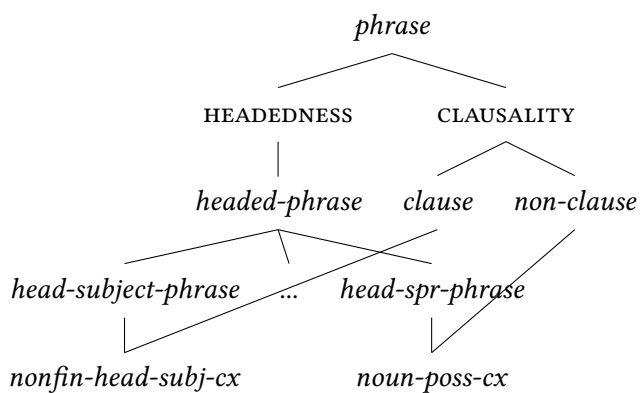 phrase
HEADEDNESS CLAUSALITY
headed-phrase clause non-clause
head-subject-phrase ... head-spr-phrase
nonfin-head-subj-cx noun-poss-cx